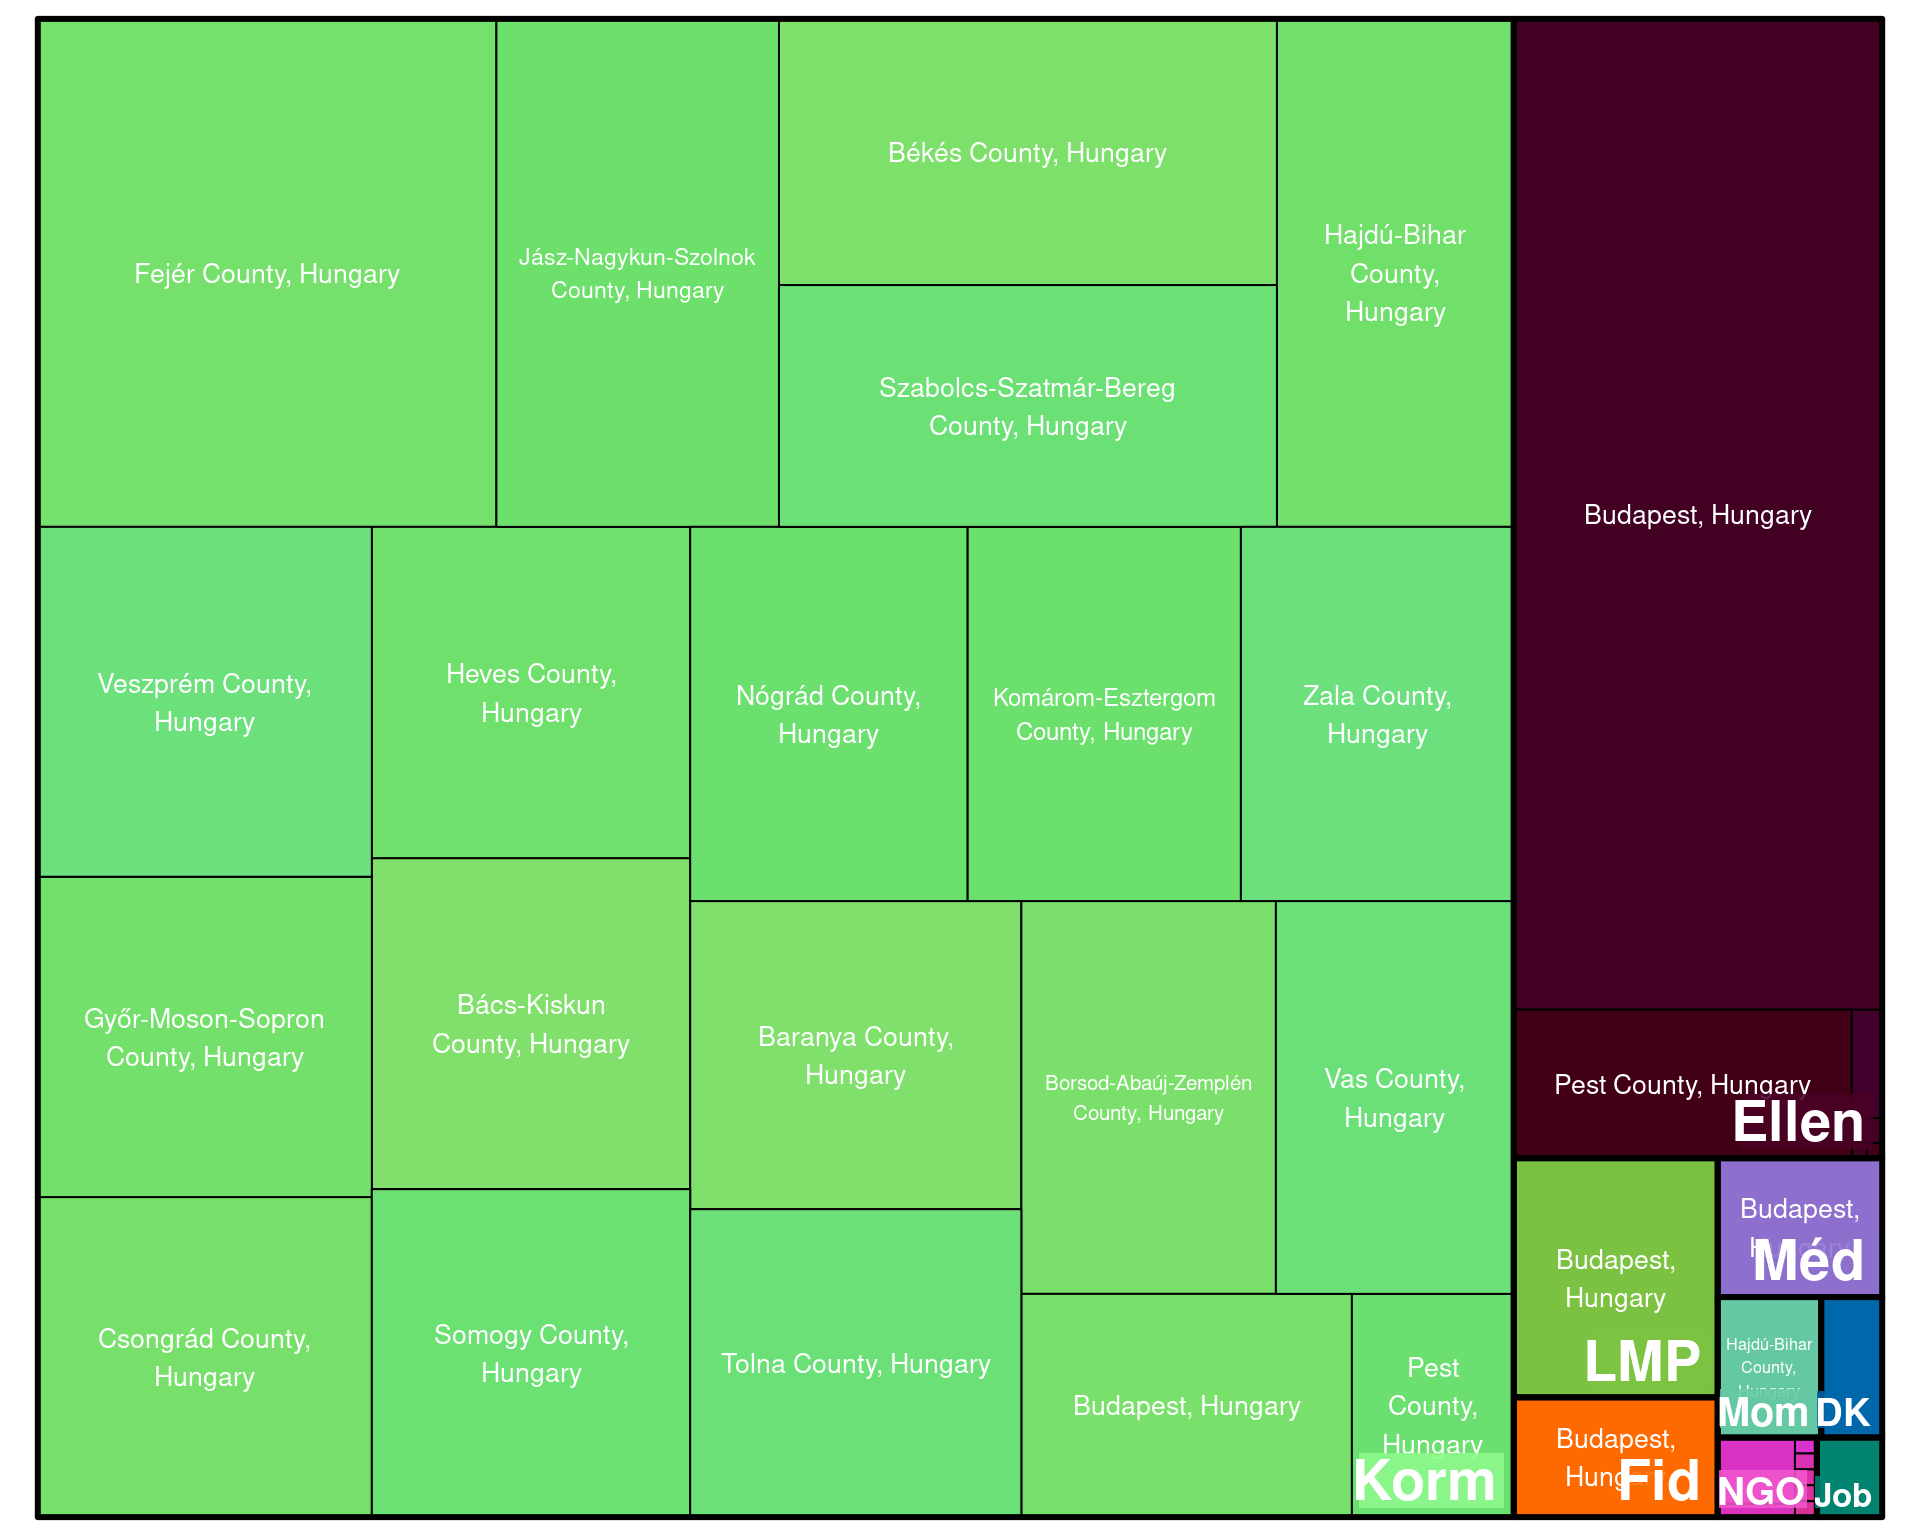 Fejér County, Hungary
Jász-Nagykun-Szolnok
County, Hungary
Békés County, Hungary
Szabolcs-Szatmár-Bereg
County, Hungary
Hajdú-Bihar
County,
Hungary
Veszprém County,
Hungary
Heves County,
Hungary
Nógrád County,
Hungary
Komárom-Esztergom
County, Hungary
Zala County,
Hungary
Győr-Moson-Sopron
County, Hungary
Bács-Kiskun
County, Hungary
Baranya County,
Hungary
Borsod-Abaúj-Zemplén
County, Hungary
Vas County,
Hungary
Csongrád County,
Hungary
Somogy County,
Hungary
Tolna County, Hungary
Budapest, Hungary
Pest
County,
Hungary
Korm
Budapest, Hungary
Pest County, Hungary
Ellen
Budapest,
Hungary
LMP
Budapest,
Hungary
Méd
Hajdú-Bihar
County,
Hungary
Mom
DK
Budapest,
Hungary
Fid
NGO
Job